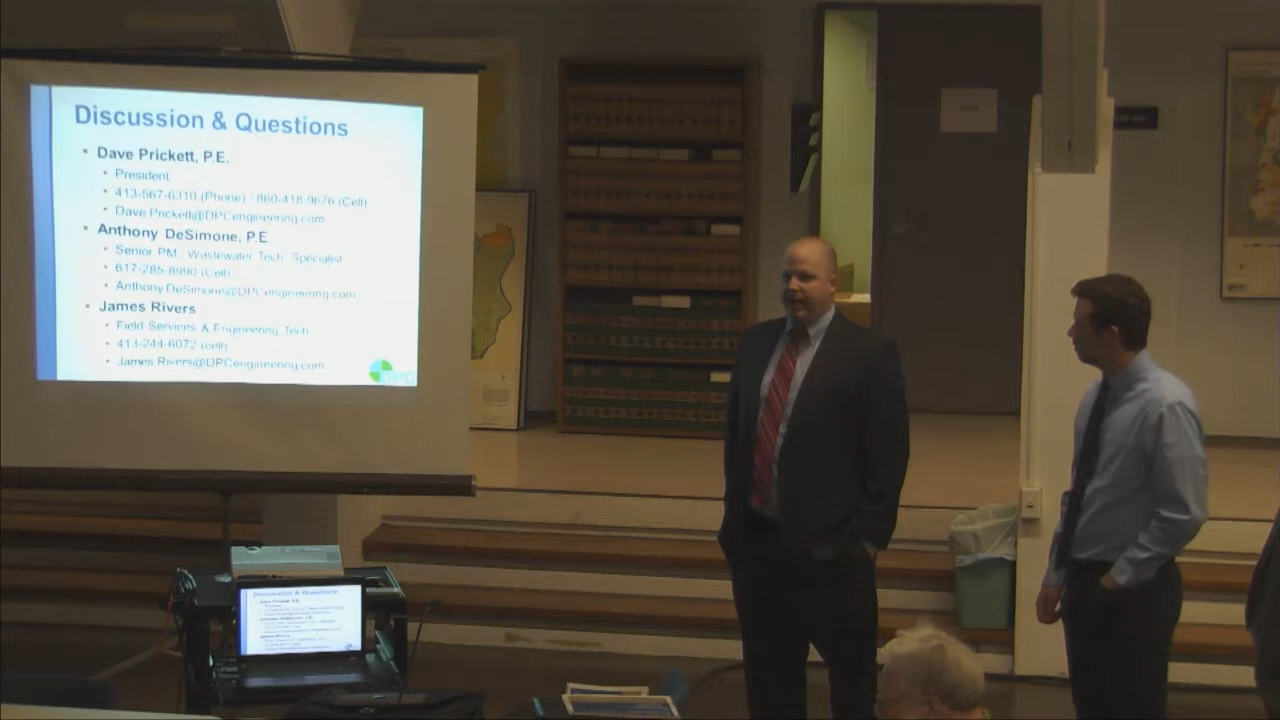 Discussion & Questions
Dave Prickett, P.E.
President
413-567-6310 (Phone) / 860-418-9676 (Cell)
Dave.Prickett@DPCengineering.com
Anthony DeSimone, P.E
Senior PM, Wastewater Tech. Specialist
617-285-8990 (Cell)
Anthony.DeSimone@DPCengineering.com
James Rivers
Field Services & Engineering Tech
413-244-6072 (cell)
James.Rivers@DPCengineering.com
Discussion & Questions